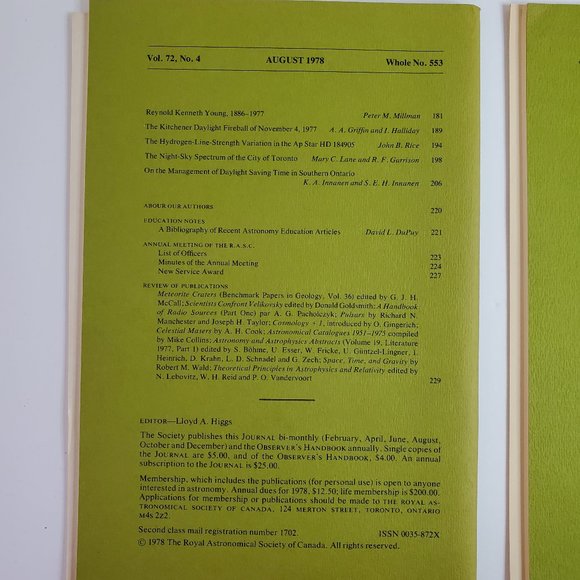 Vol. 72, No. 4 AUGUST 1978 Whole No. 553
Reynold Kenneth Young, 1886–1977 Peter M. Millman 181
The Kitchener Daylight Fireball of November 4, 1977 A. A. Griffin and I. Halliday 189
The Hydrogen-Line-Strength Variation in the Ap Star HD 184905 John B. Rice 194
The Night-Sky Spectrum of the City of Toronto Mary C. Lane and R. F. Garrison 198
On the Management of Daylight Saving Time in Southern Ontario
K. A. Innanen and S. E. H. Innanen 206
ABOUR OUR AUTHORS 220
EDUCATION NOTES
A Bibliography of Recent Astronomy Education Articles David L. DuPuy 221
ANNUAL MEETING OF THE R.A.S.C.
List of Officers 223
Minutes of the Annual Meeting 224
New Service Award 227
REVIEW OF PUBLICATIONS
Meteorite Craters (Benchmark Papers in Geology, Vol. 36) edited by G. J. H.
McCall; Scientists Confront Velikovsky edited by Donald Goldsmith; A Handbook
of Radio Sources (Part One) par A. G. Pacholczyk; Pulsars by Richard N.
Manchester and Joseph H. Taylor; Cosmology + 1, introduced by O. Gingerich;
Celestial Masers by A. H. Cook; Astronomical Catalogues 1951–1975 compiled
by Mike Collins; Astronomy and Astrophysics Abstracts (Volume 19, Literature
1977, Part 1) edited by S. Böhme, U. Esser, W. Fricke, U. Güntzel-Lingner, I.
Heinrich, D. Krahn, L. D. Schnadel and G. Zech; Space, Time, and Gravity by
Robert M. Wald; Theoretical Principles in Astrophysics and Relativity edited by
N. Lebovitz, W. H. Reid and P. O. Vandervoort 229
EDITOR—Lloyd A. Higgs
The Society publishes this JOURNAL bi-monthly (February, April, June, August,
October and December) and the OBSERVER'S HANDBOOK annually. Single copies of
the JOURNAL are $5.00, and of the OBSERVER'S HANDBOOK, $4.00. An annual
subscription to the JOURNAL is $25.00.
Membership, which includes the publications (for personal use) is open to anyone
interested in astronomy. Annual dues for 1978, $12.50; life membership is $200.00.
Applications for membership or publications should be made to THE ROYAL AS-
TRONOMICAL SOCIETY OF CANADA, 124 MERTON STREET, TORONTO, ONTARIO
M4S 2Z2.
Second class mail registration number 1702. ISSN 0035-872X
© 1978 The Royal Astronomical Society of Canada. All rights reserved.